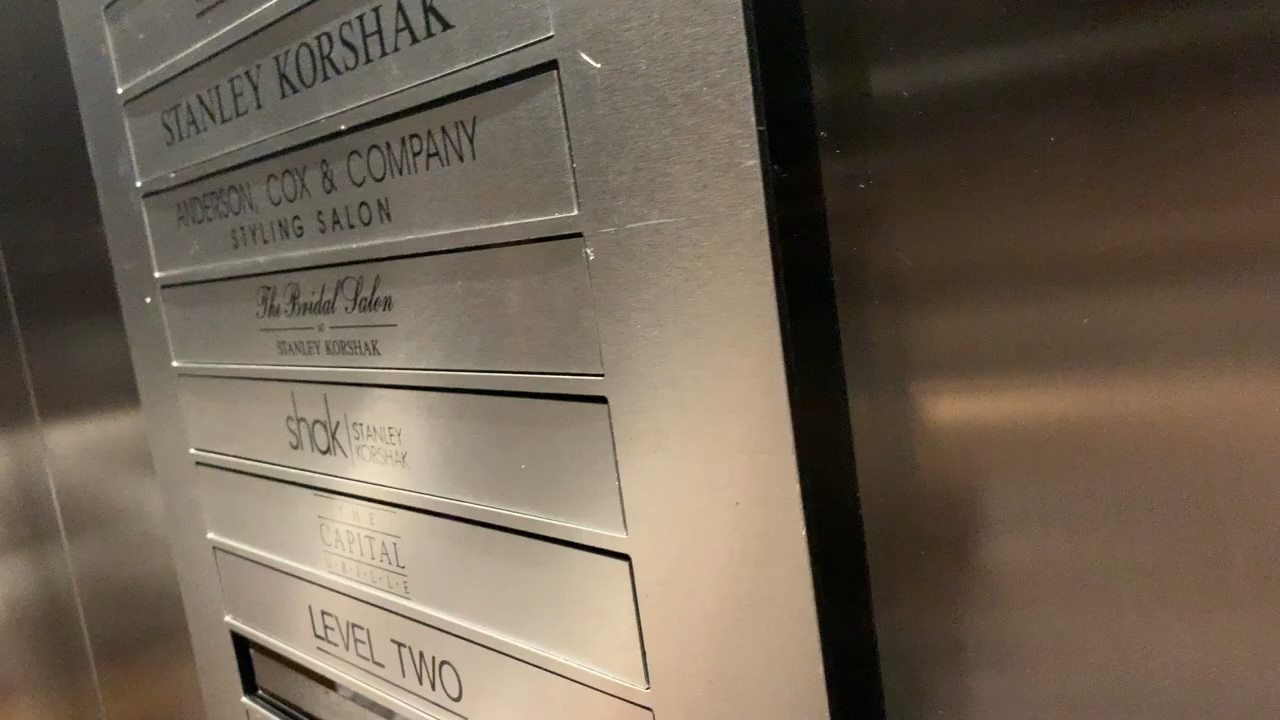 STANLEY KORSHAK
ANDERSON, COX & COMPANY
STYLING SALON
The Bridal Salon
AT
STANLEY KORSHAK
shak
STANLEY
KORSHAK
THE
CAPITAL
G·R·I·L·L·E
LEVEL TWO